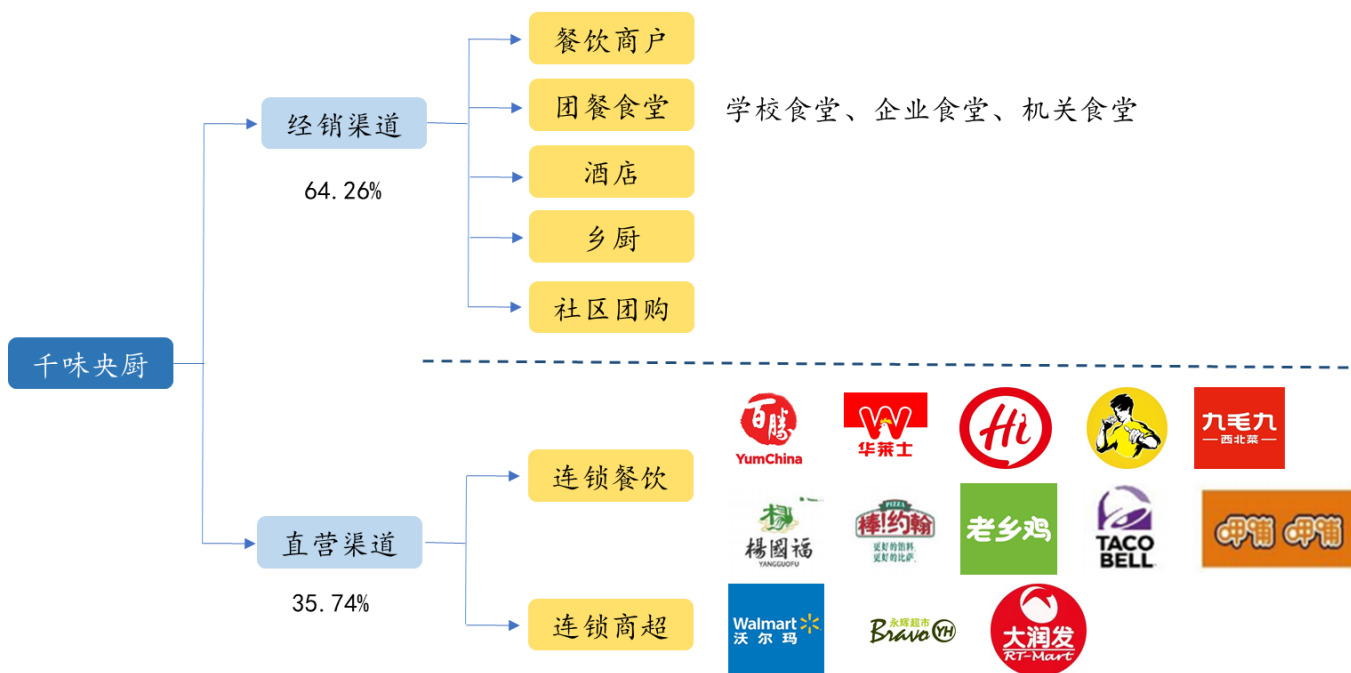 餐饮商户
团餐食堂
学校食堂、企业食堂、机关食堂
经销渠道
64.26%
酒店
乡厨
社区团购
千味央厨
百勝
YumChina
华莱士
Hi
九毛九
西北菜
连锁餐饮
楊國福
YANGGUOFU
PIZZA
棒!约翰
更好的馅料
更好的比萨
老乡鸡
TACO
BELL
呷哺 呷哺
直营渠道
35.74%
连锁商超
Walmart
沃尔玛
永辉超市
Bravo YH
大润发
RT-Mart